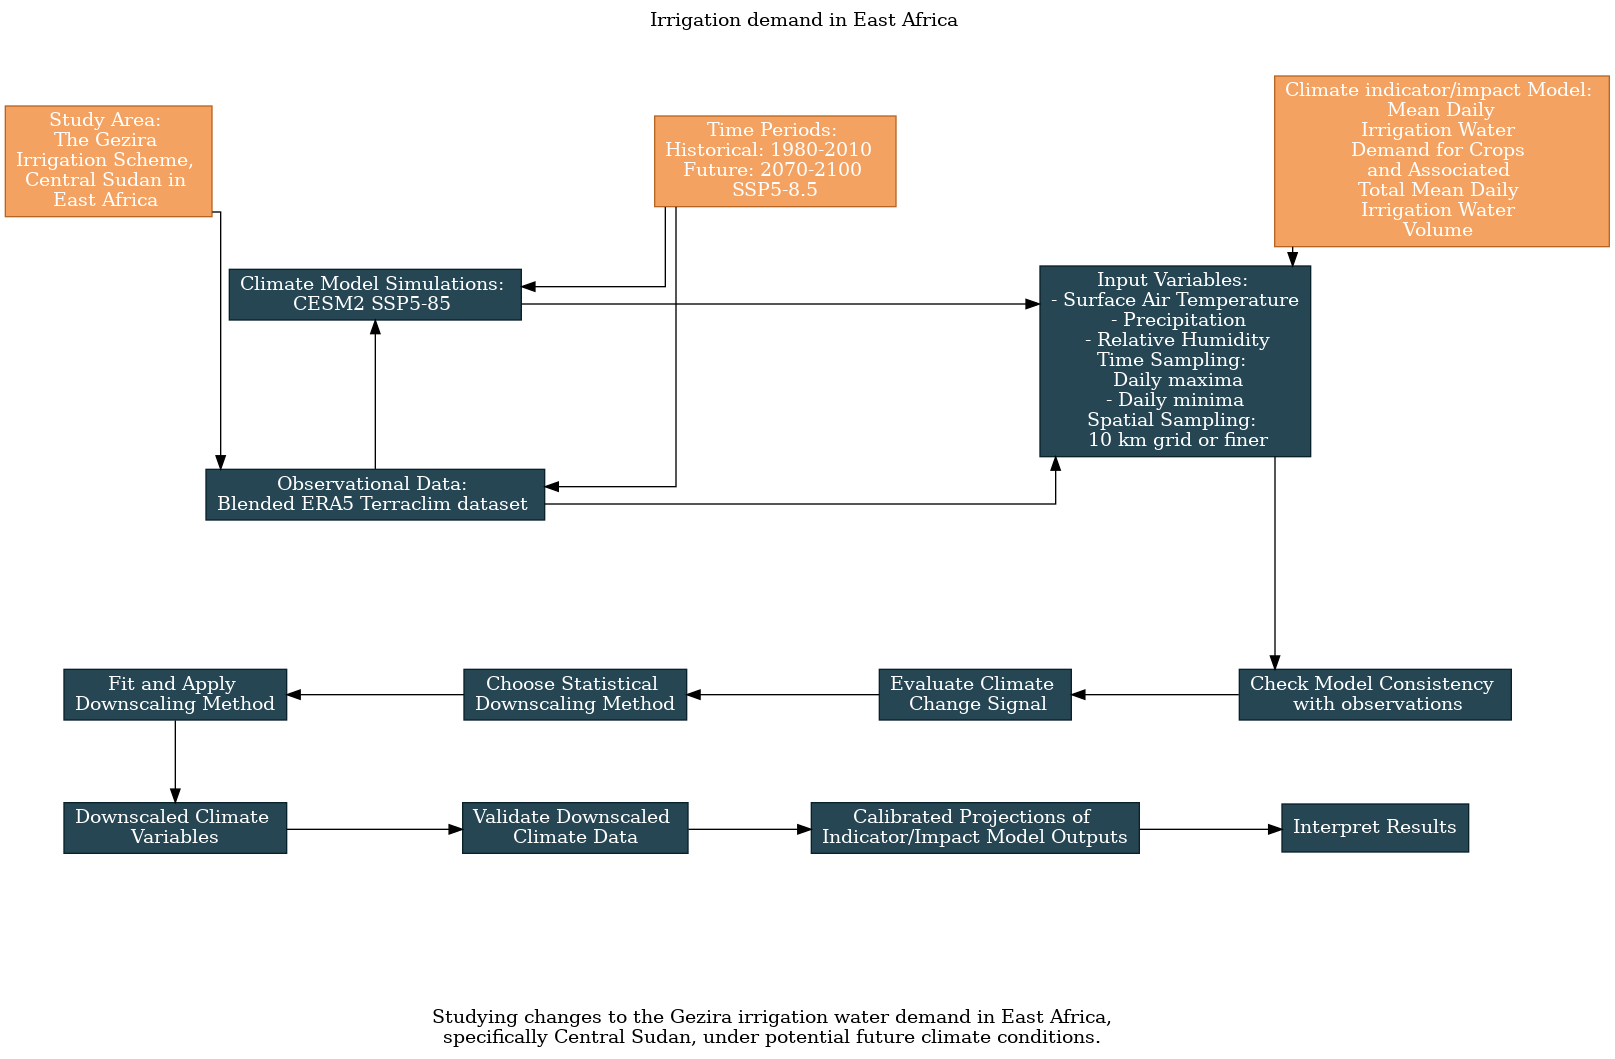 Irrigation demand in East Africa
Study Area:
The Gezira
Irrigation Scheme,
Central Sudan in
East Africa
Time Periods:
Historical: 1980-2010
Future: 2070-2100
SSP5-8.5
Climate indicator/impact Model:
Mean Daily
Irrigation Water
Demand for Crops
and Associated
Total Mean Daily
Irrigation Water
Volume
Climate Model Simulations:
CESM2 SSP5-85
Input Variables:
- Surface Air Temperature
- Precipitation
- Relative Humidity
Time Sampling:
Daily maxima
- Daily minima
Spatial Sampling:
10 km grid or finer
Observational Data:
Blended ERA5 Terraclim dataset
Fit and Apply
Downscaling Method
Choose Statistical
Downscaling Method
Evaluate Climate
Change Signal
Check Model Consistency
with observations
Downscaled Climate
Variables
Validate Downscaled
Climate Data
Calibrated Projections of
Indicator/Impact Model Outputs
Interpret Results
Studying changes to the Gezira irrigation water demand in East Africa,
specifically Central Sudan, under potential future climate conditions.